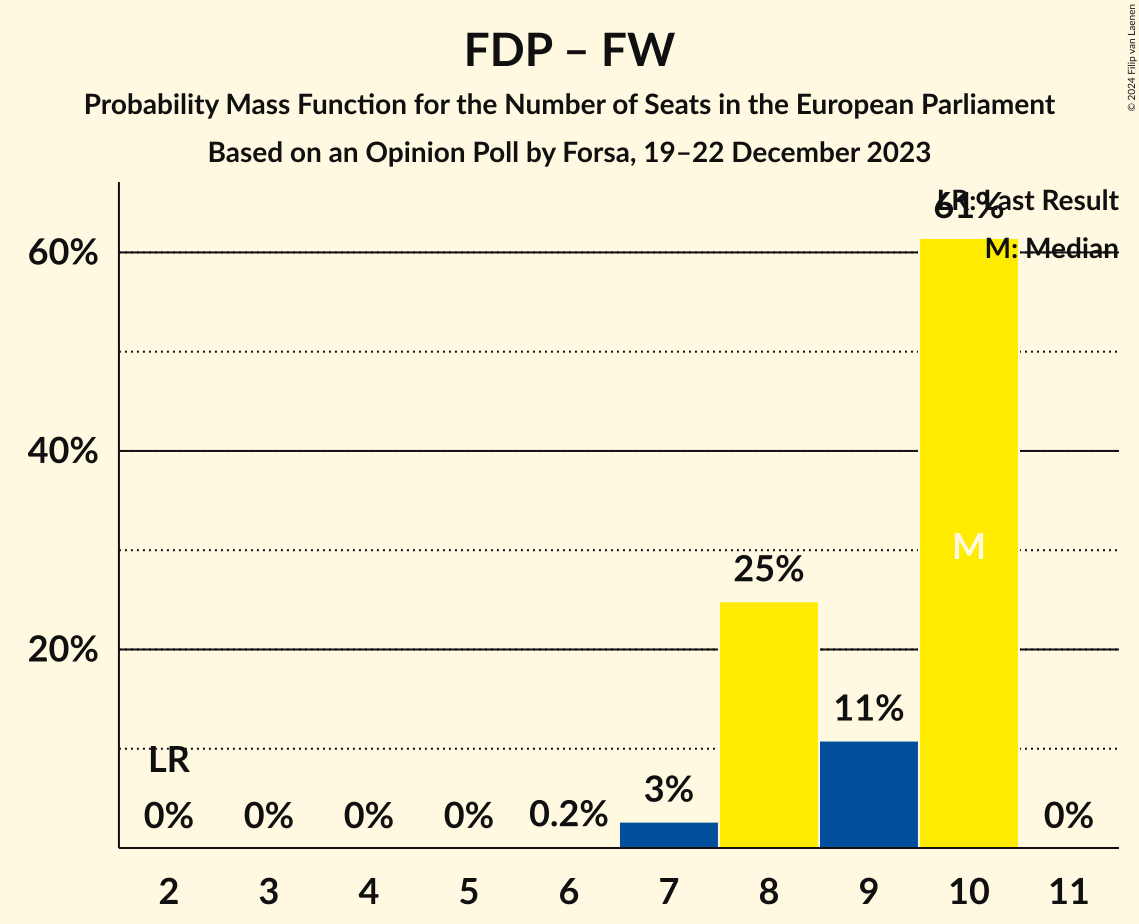 FDP – FW
Probability Mass Function for the Number of Seats in the European Parliament
Based on an Opinion Poll by Forsa, 19–22 December 2023
© 2024 Filip van Laenen
LR: Last Result
M: Median
60%
40%
20%
LR
0%
0%
0%
0%
0.2%
3%
25%
11%
61%
0%
M
2 3 4 5 6 7 8 9 10 11